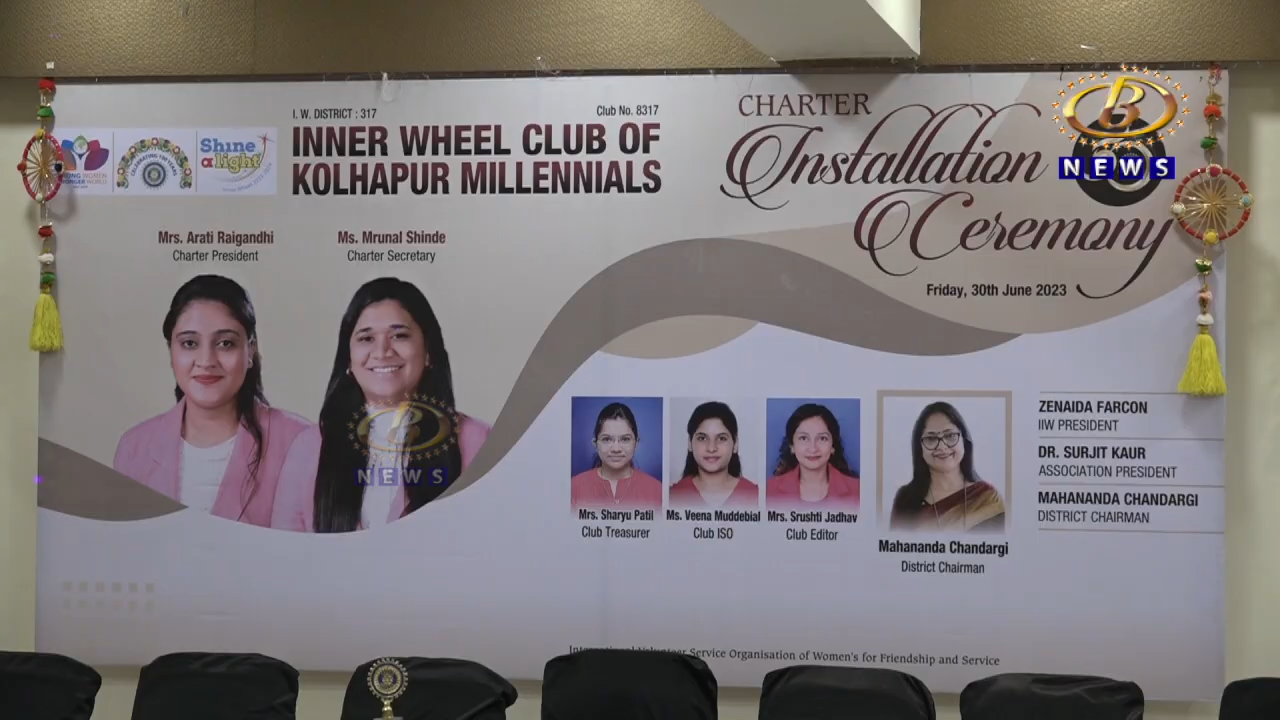 I. W. DISTRICT : 317
Club No. 8317
INNER WHEEL CLUB OF
KOLHAPUR MILLENNIALS
CHARTER
Installation
Ceremony
Friday, 30th June 2023
B
NEWS
CELEBRATING 100 YEARS
Shine
a light
Mrs. Arati Raigandhi
Charter President
Ms. Mrunal Shinde
Charter Secretary
B
NEWS
Mrs. Sharyu Patil
Club Treasurer
Ms. Veena Muddebial
Club ISO
Mrs. Srushti Jadhav
Club Editor
Mahananda Chandargi
District Chairman
ZENAIDA FARCON
IIW PRESIDENT
DR. SURJIT KAUR
ASSOCIATION PRESIDENT
MAHANANDA CHANDARGI
DISTRICT CHAIRMAN
Service Organisation of Women's for Friendship and Service